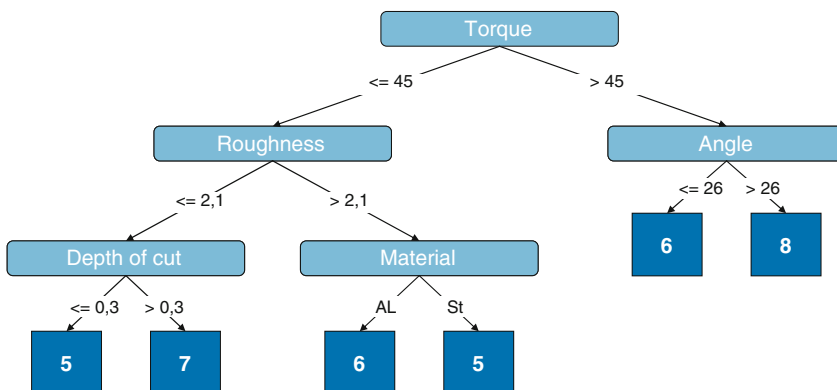 Torque
<= 45
> 45
Roughness
Angle
<= 2,1
> 2,1
<= 26
> 26
Depth of cut
Material
6
8
<= 0,3
> 0,3
AL
St
5
7
6
5